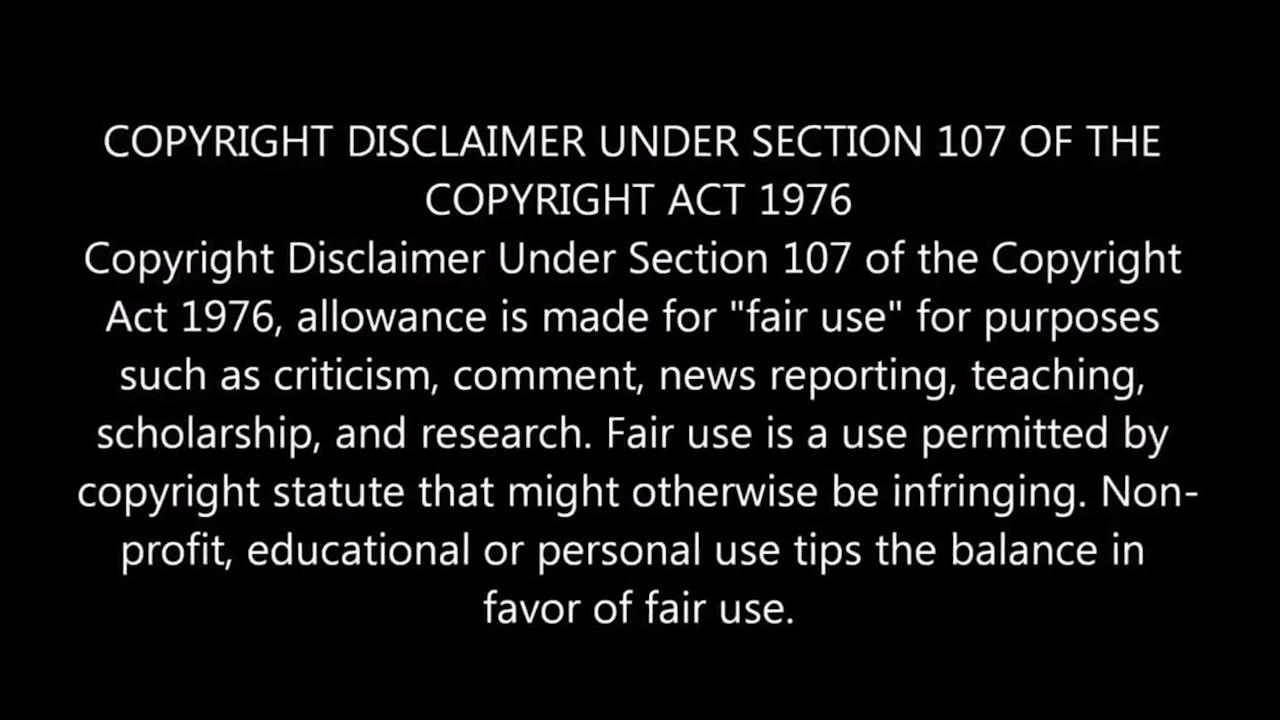 COPYRIGHT DISCLAIMER UNDER SECTION 107 OF THE
COPYRIGHT ACT 1976
Copyright Disclaimer Under Section 107 of the Copyright
Act 1976, allowance is made for "fair use" for purposes
such as criticism, comment, news reporting, teaching,
scholarship, and research. Fair use is a use permitted by
copyright statute that might otherwise be infringing. Non-
profit, educational or personal use tips the balance in
favor of fair use.